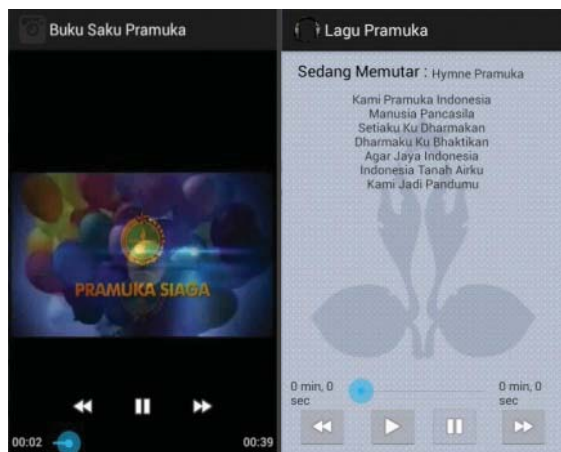 Buku Saku Pramuka
PRAMUKA SIAGA
00:02
00:39
Lagu Pramuka
Sedang Memutar : Hymne Pramuka
Kami Pramuka Indonesia
Manusia Pancasila
Setiaku Ku Dharmakan
Dharmaku Ku Bhaktikan
Agar Jaya Indonesia
Indonesia Tanah Airku
Kami Jadi Pandumu
0 min, 0
sec
0 min, 0
sec